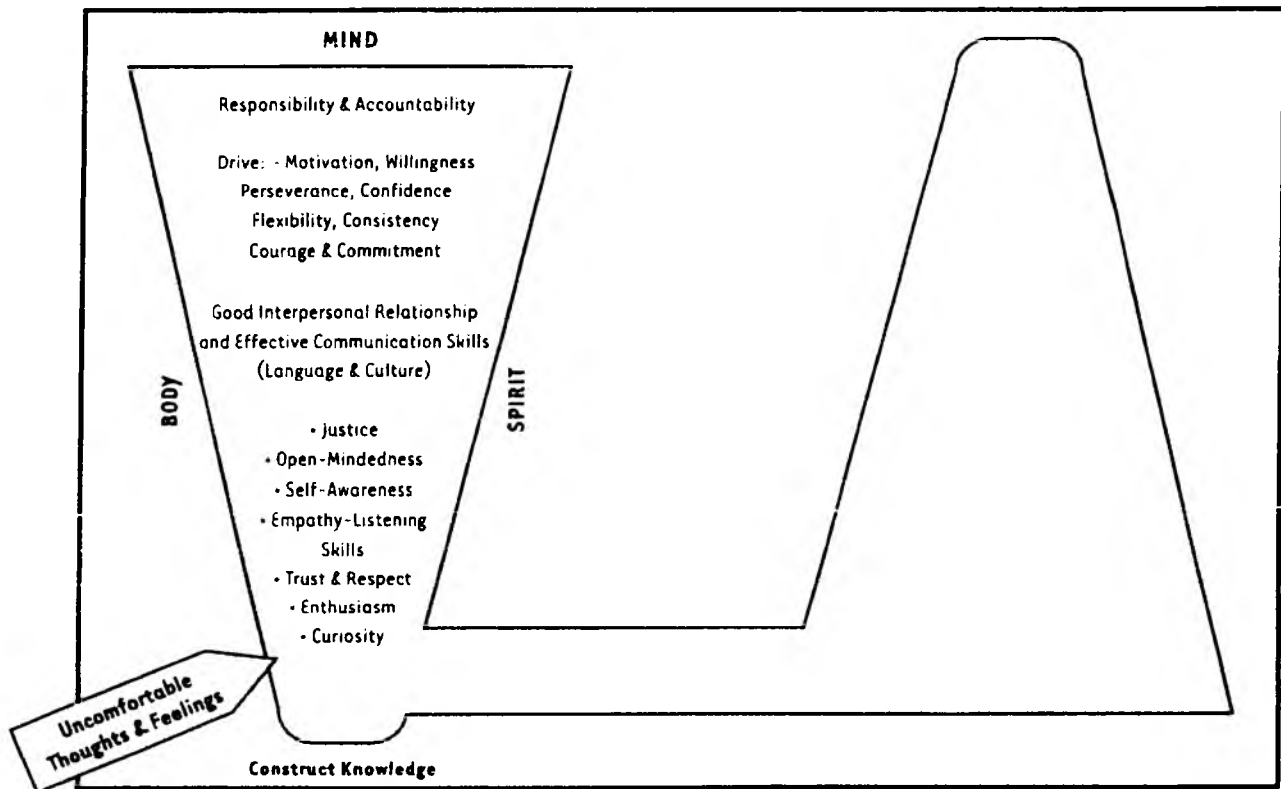 MIND
Responsibility & Accountability
Drive: - Motivation, Willingness
Perseverance, Confidence
Flexibility, Consistency
Courage & Commitment
Good Interpersonal Relationship
and Effective Communication Skills
(Language & Culture)
BODY
SPIRIT
• Justice
• Open-Mindedness
• Self-Awareness
• Empathy-Listening
Skills
• Trust & Respect
• Enthusiasm
• Curiosity
Uncomfortable
Thoughts & Feelings
Construct Knowledge